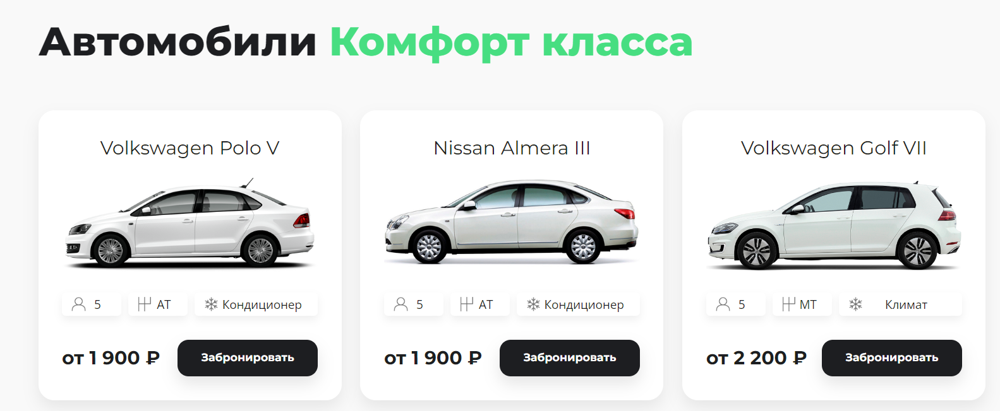 Автомобили Комфорт класса
Volkswagen Polo V
5 АТ Кондиционер
от 1 900 ₽ Забронировать
Nissan Almera III
5 АТ Кондиционер
от 1 900 ₽ Забронировать
Volkswagen Golf VII
5 МТ Климат
от 2 200 ₽ Забронировать